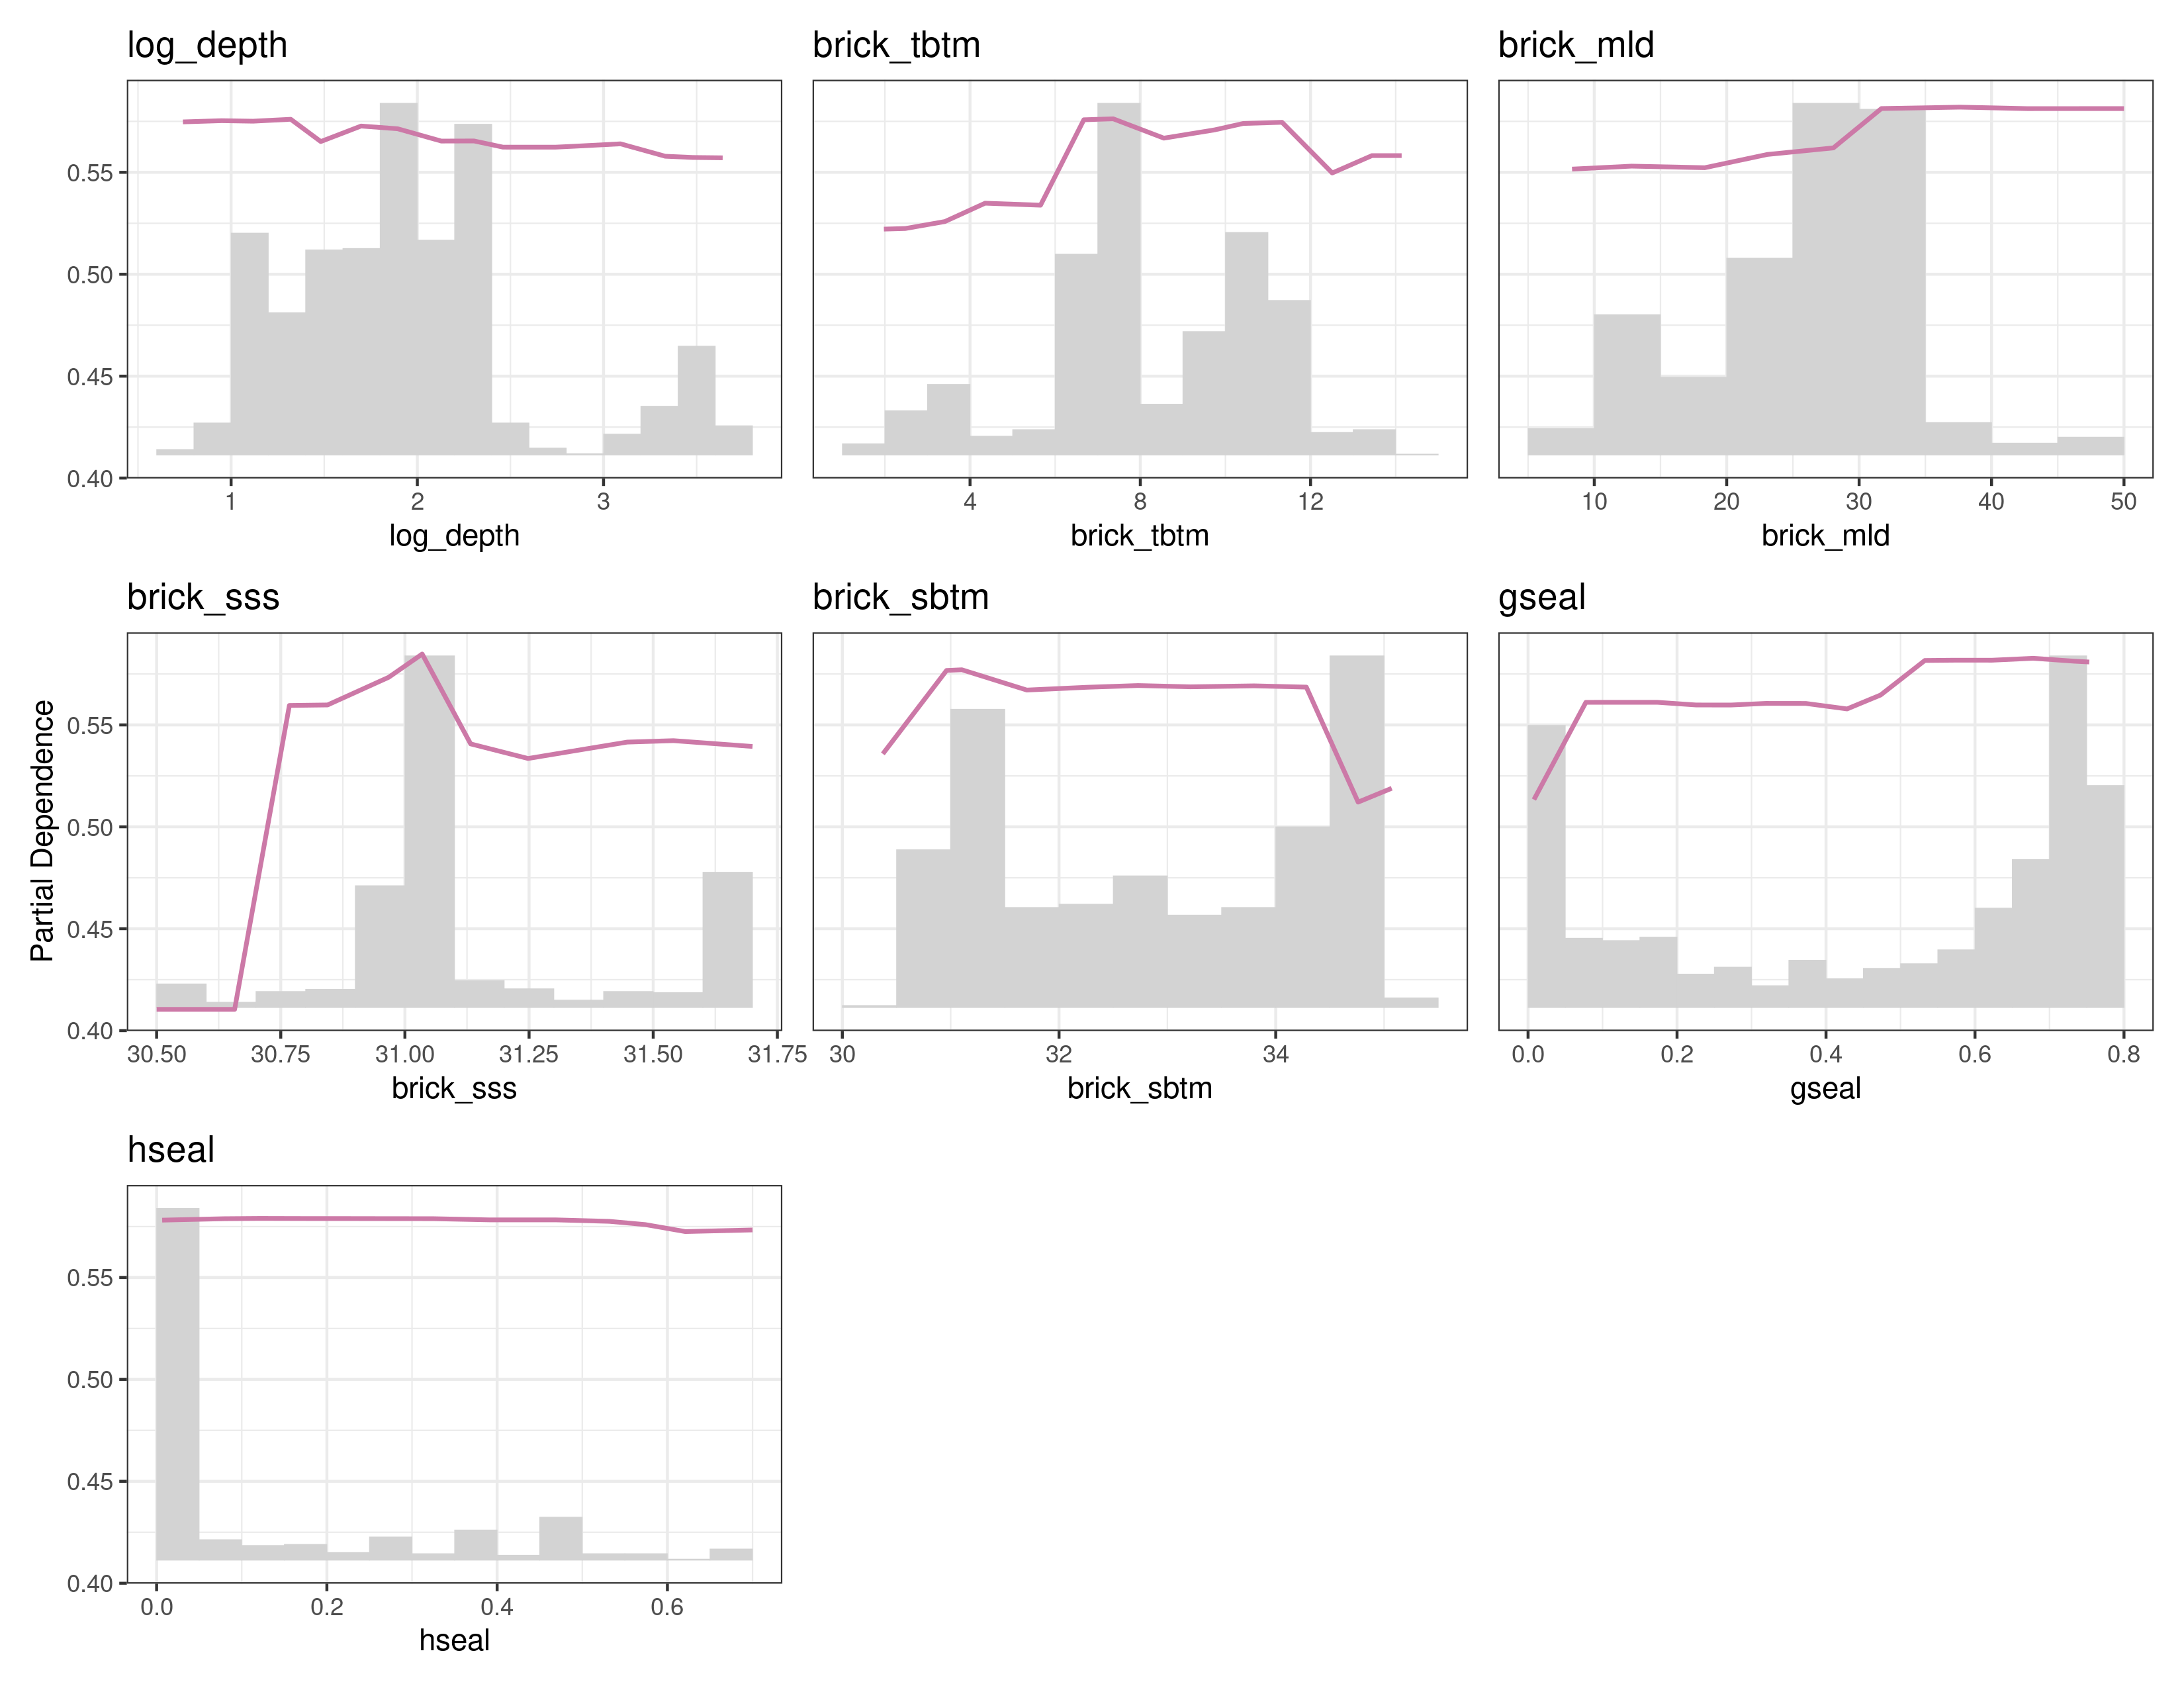 log_depth
brick_tbtm
brick_mld
0.55
0.50
0.45
0.40
1 2 3
4 8 12
10 20 30 40 50
log_depth
brick_tbtm
brick_mld
brick_sss
brick_sbtm
gseal
Partial Dependence
0.55
0.50
0.45
0.40
30.50 30.75 31.00 31.25 31.50 31.75
30 32 34
0.0 0.2 0.4 0.6 0.8
brick_sss
brick_sbtm
gseal
hseal
0.55
0.50
0.45
0.40
0.0 0.2 0.4 0.6
hseal